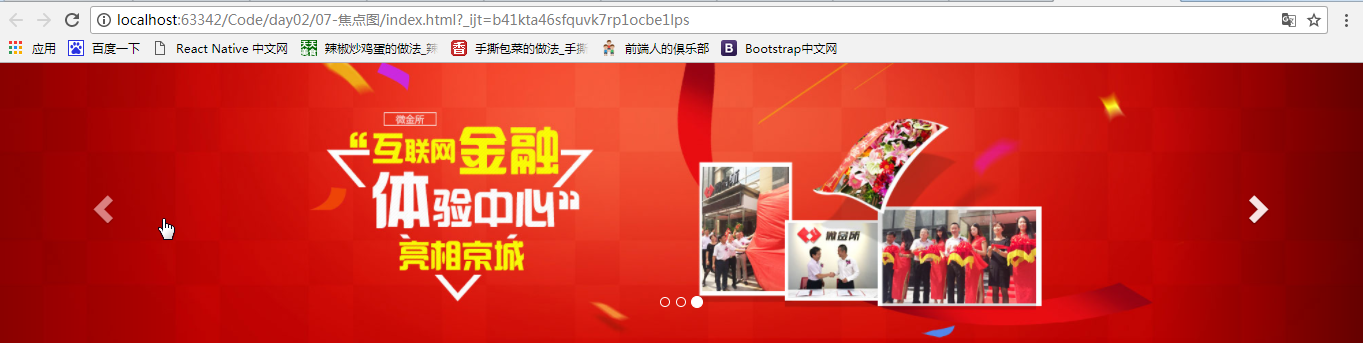 localhost:63342/Code/day02/07-焦点图/index.html?_ijt=b41kta46sfquvk7rp1ocbe1lps
应用 百度一下 React Native 中文网 辣椒炒鸡蛋的做法_辣 手撕包菜的做法_手撕 前端人的俱乐部 B Bootstrap中文网
微金所
“互联网金融
体验中心”
亮相京城
微金所